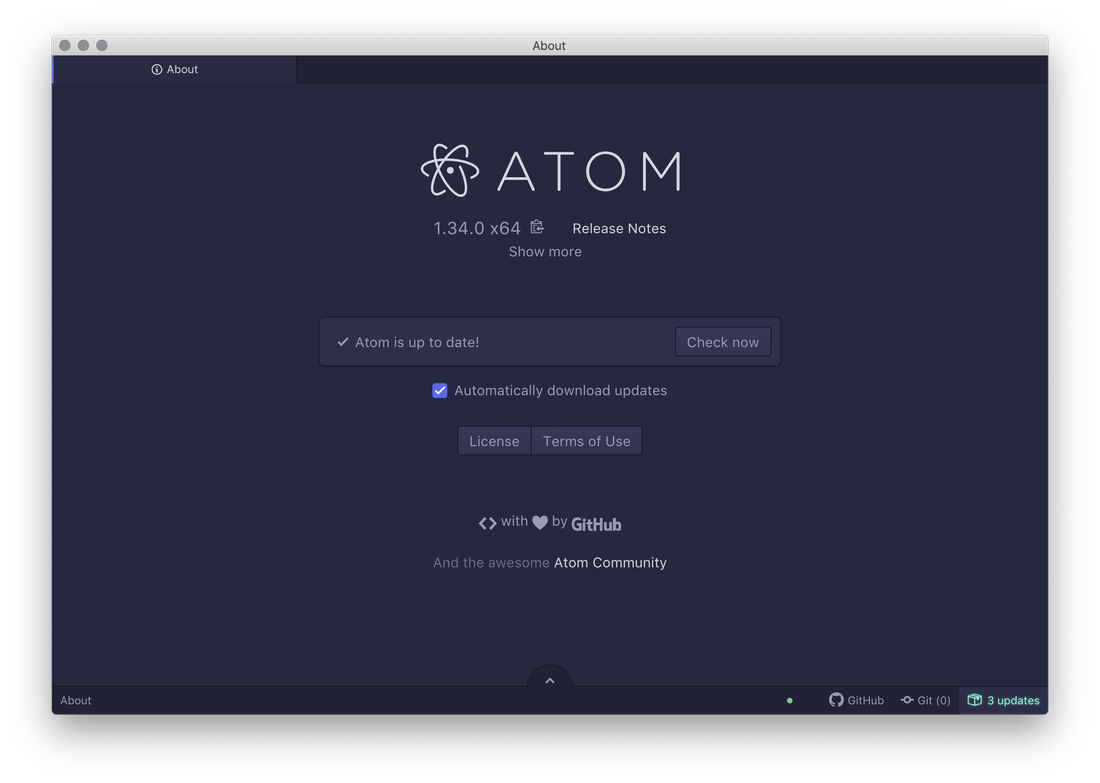 About
About
ATOM
1.34.0 x64 Release Notes
Show more
Atom is up to date! Check now
Automatically download updates
License Terms of Use
with by GitHub
And the awesome Atom Community
About GitHub Git (0) 3 updates